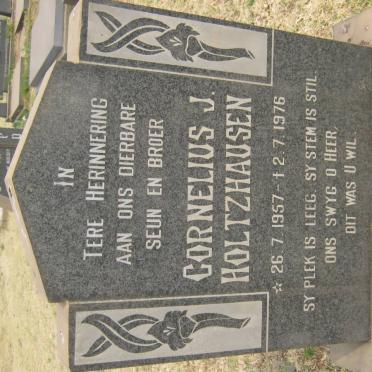 IN
TERE HERINNERING
AAN ONS DIERBARE
SEUN EN BROER
CORNELIUS J.
HOLTZHAUSEN
☆ 26.7.1957-✝2.7.1976
SY PLEK IS LEEG. SY STEM IS STIL
ONS SWYG O HEER,
DIT WAS U WIL.